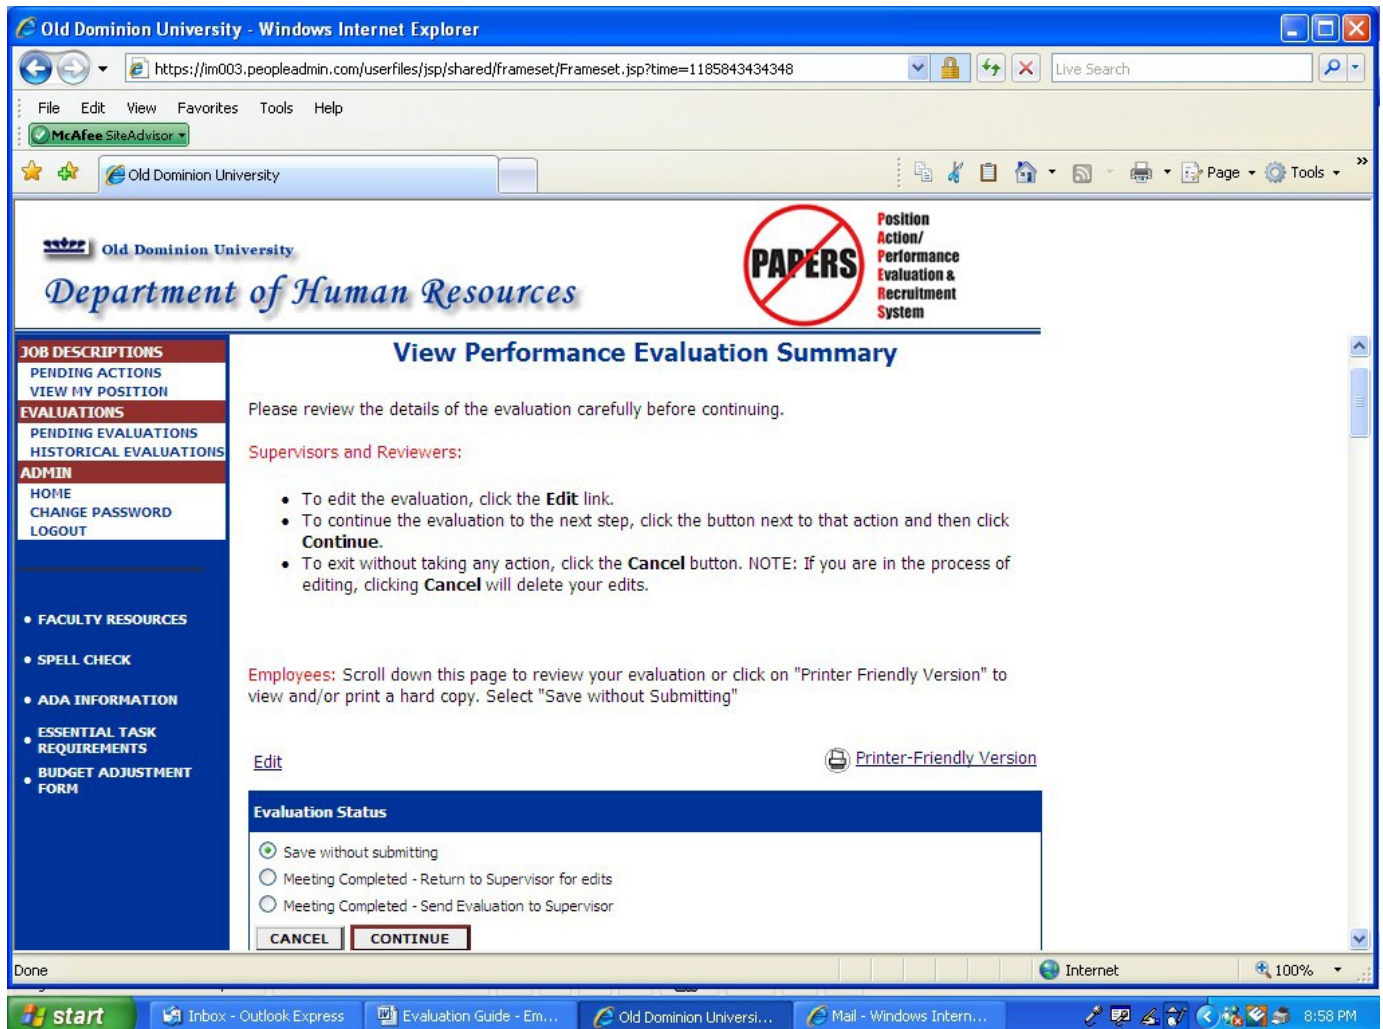 Old Dominion University - Windows Internet Explorer
https://im003.peopleadmin.com/userfiles/jsp/shared/frameset/Frameset.jsp?time=1185843434348
Live Search
File Edit View Favorites Tools Help
McAfee SiteAdvisor
Old Dominion University
Page Tools »
Old Dominion University
Department of Human Resources
PAPERS
Position
Action/
Performance
Evaluation &
Recruitment
System
JOB DESCRIPTIONS
PENDING ACTIONS
VIEW MY POSITION
EVALUATIONS
PENDING EVALUATIONS
HISTORICAL EVALUATIONS
ADMIN
HOME
CHANGE PASSWORD
LOGOUT
• FACULTY RESOURCES
• SPELL CHECK
• ADA INFORMATION
• ESSENTIAL TASK
REQUIREMENTS
• BUDGET ADJUSTMENT
FORM
View Performance Evaluation Summary
Please review the details of the evaluation carefully before continuing.
Supervisors and Reviewers:
• To edit the evaluation, click the Edit link.
• To continue the evaluation to the next step, click the button next to that action and then click
Continue.
• To exit without taking any action, click the Cancel button. NOTE: If you are in the process of
editing, clicking Cancel will delete your edits.
Employees: Scroll down this page to review your evaluation or click on "Printer Friendly Version" to
view and/or print a hard copy. Select "Save without Submitting"
Edit
Printer-Friendly Version
Evaluation Status
Save without submitting
Meeting Completed - Return to Supervisor for edits
Meeting Completed - Send Evaluation to Supervisor
CANCEL CONTINUE
Done
Internet
100%
start
Inbox - Outlook Express
Evaluation Guide - Em...
Old Dominion Universi...
Mail - Windows Intern...
8:58 PM